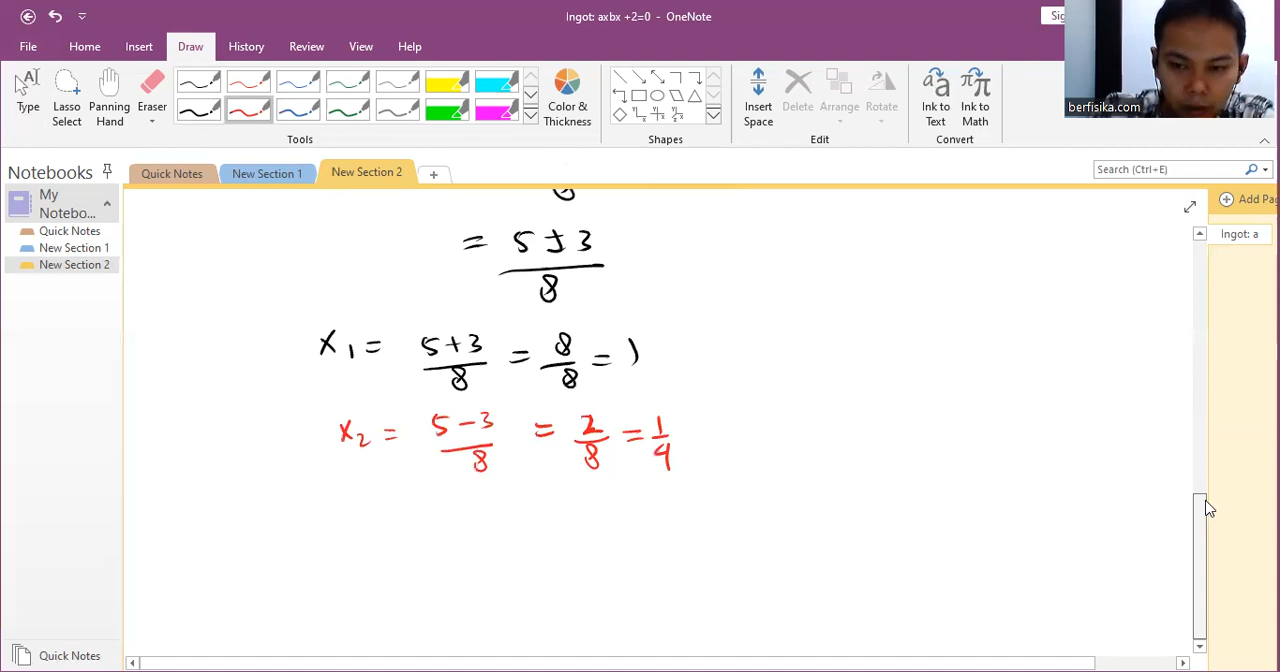 Ingot: axbx +2=0 - OneNote
File Home Insert Draw History Review View Help
Type Lasso Select Panning Hand Eraser Color & Thickness Insert Space Delete Arrange Rotate Ink to Text Ink to Math
Tools Shapes Edit Convert
berfisika.com
Notebooks Quick Notes New Section 1 New Section 2 Search (Ctrl+E)
My Notebo...
Quick Notes
New Section 1
New Section 2
Add Pag
Ingot: a
= 5 ± 3 / 8
x₁ = 5+3 / 8 = 8/8 = 1
x₂ = 5-3 / 8 = 2/8 = 1/4
Quick Notes